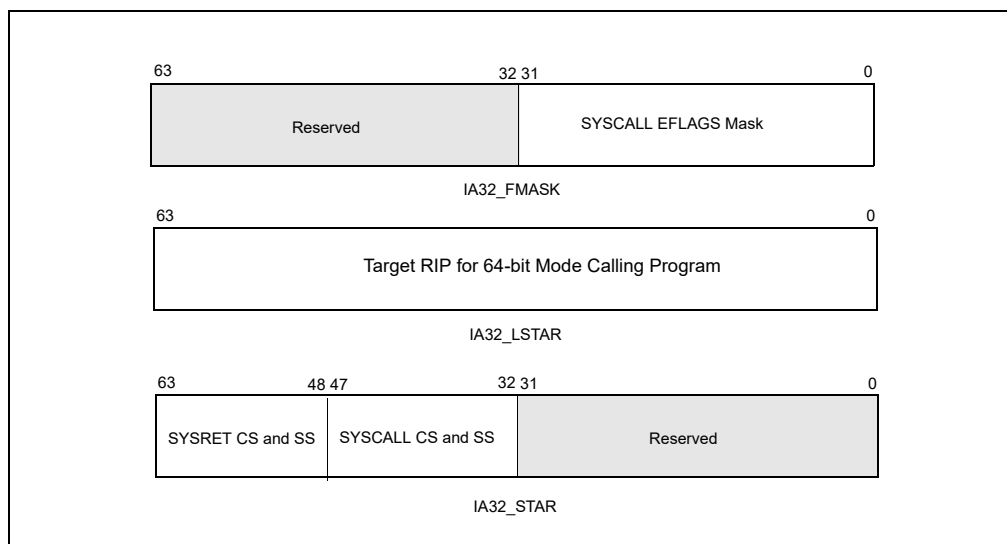 63 32 31 0
Reserved SYSCALL EFLAGS Mask
IA32_FMASK
63 0
Target RIP for 64-bit Mode Calling Program
IA32_LSTAR
63 48 47 32 31 0
SYSRET CS and SS SYSCALL CS and SS Reserved
IA32_STAR